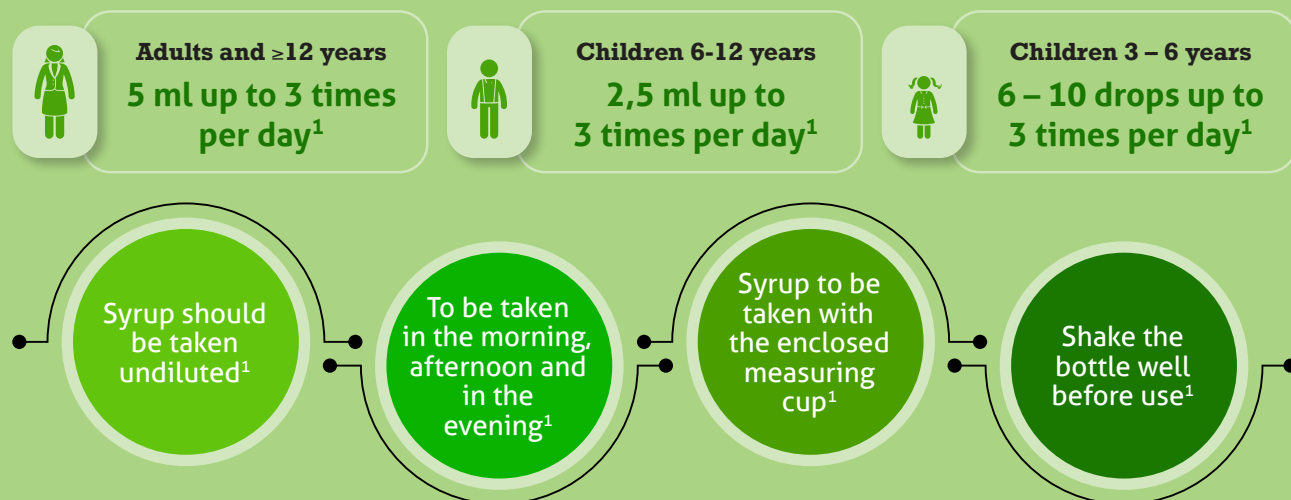 Adults and ≥12 years
5 ml up to 3 times
per day¹
Children 6-12 years
2,5 ml up to
3 times per day¹
Children 3 – 6 years
6 – 10 drops up to
3 times per day¹
Syrup should
be taken
undiluted¹
To be taken
in the morning,
afternoon and
in the
evening¹
Syrup to be
taken with
the enclosed
measuring
cup¹
Shake the
bottle well
before use¹